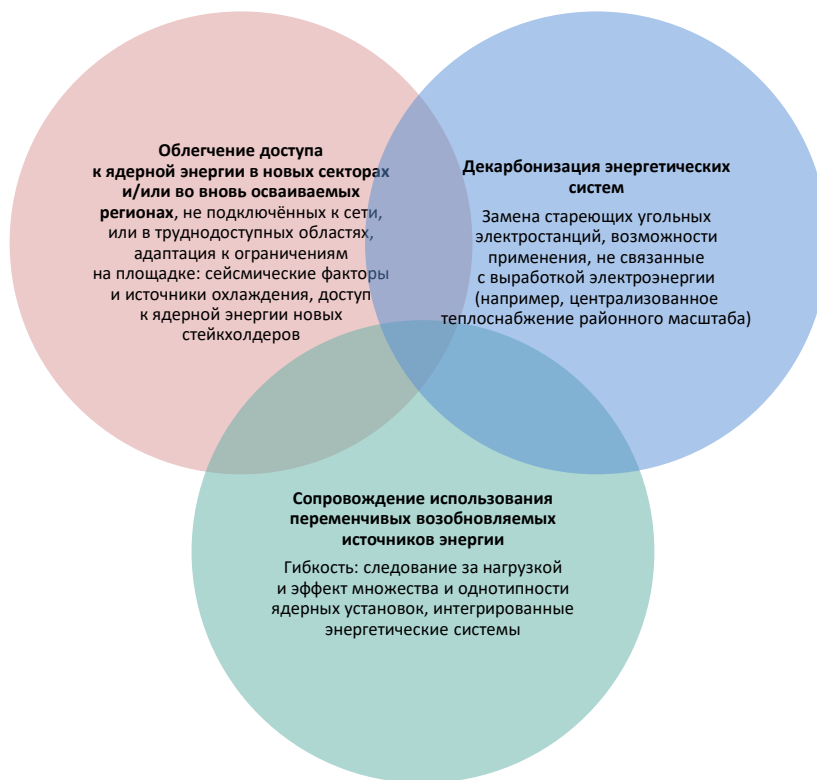 Облегчение доступа
к ядерной энергии в новых секторах
и/или во вновь осваиваемых
регионах, не подключённых к сети,
или в труднодоступных областях,
адаптация к ограничениям
на площадке: сейсмические факторы
и источники охлаждения, доступ
к ядерной энергии новых
стейкхолдеров
Декарбонизация энергетических
систем
Замена стареющих угольных
электростанций, возможности
применения, не связанные
с выработкой электроэнергии
(например, централизованное
теплоснабжение районного масштаба)
Сопровождение использования
переменчивых возобновляемых
источников энергии
Гибкость: следование за нагрузкой
и эффект множества и однотипности
ядерных установок, интегрированные
энергетические системы